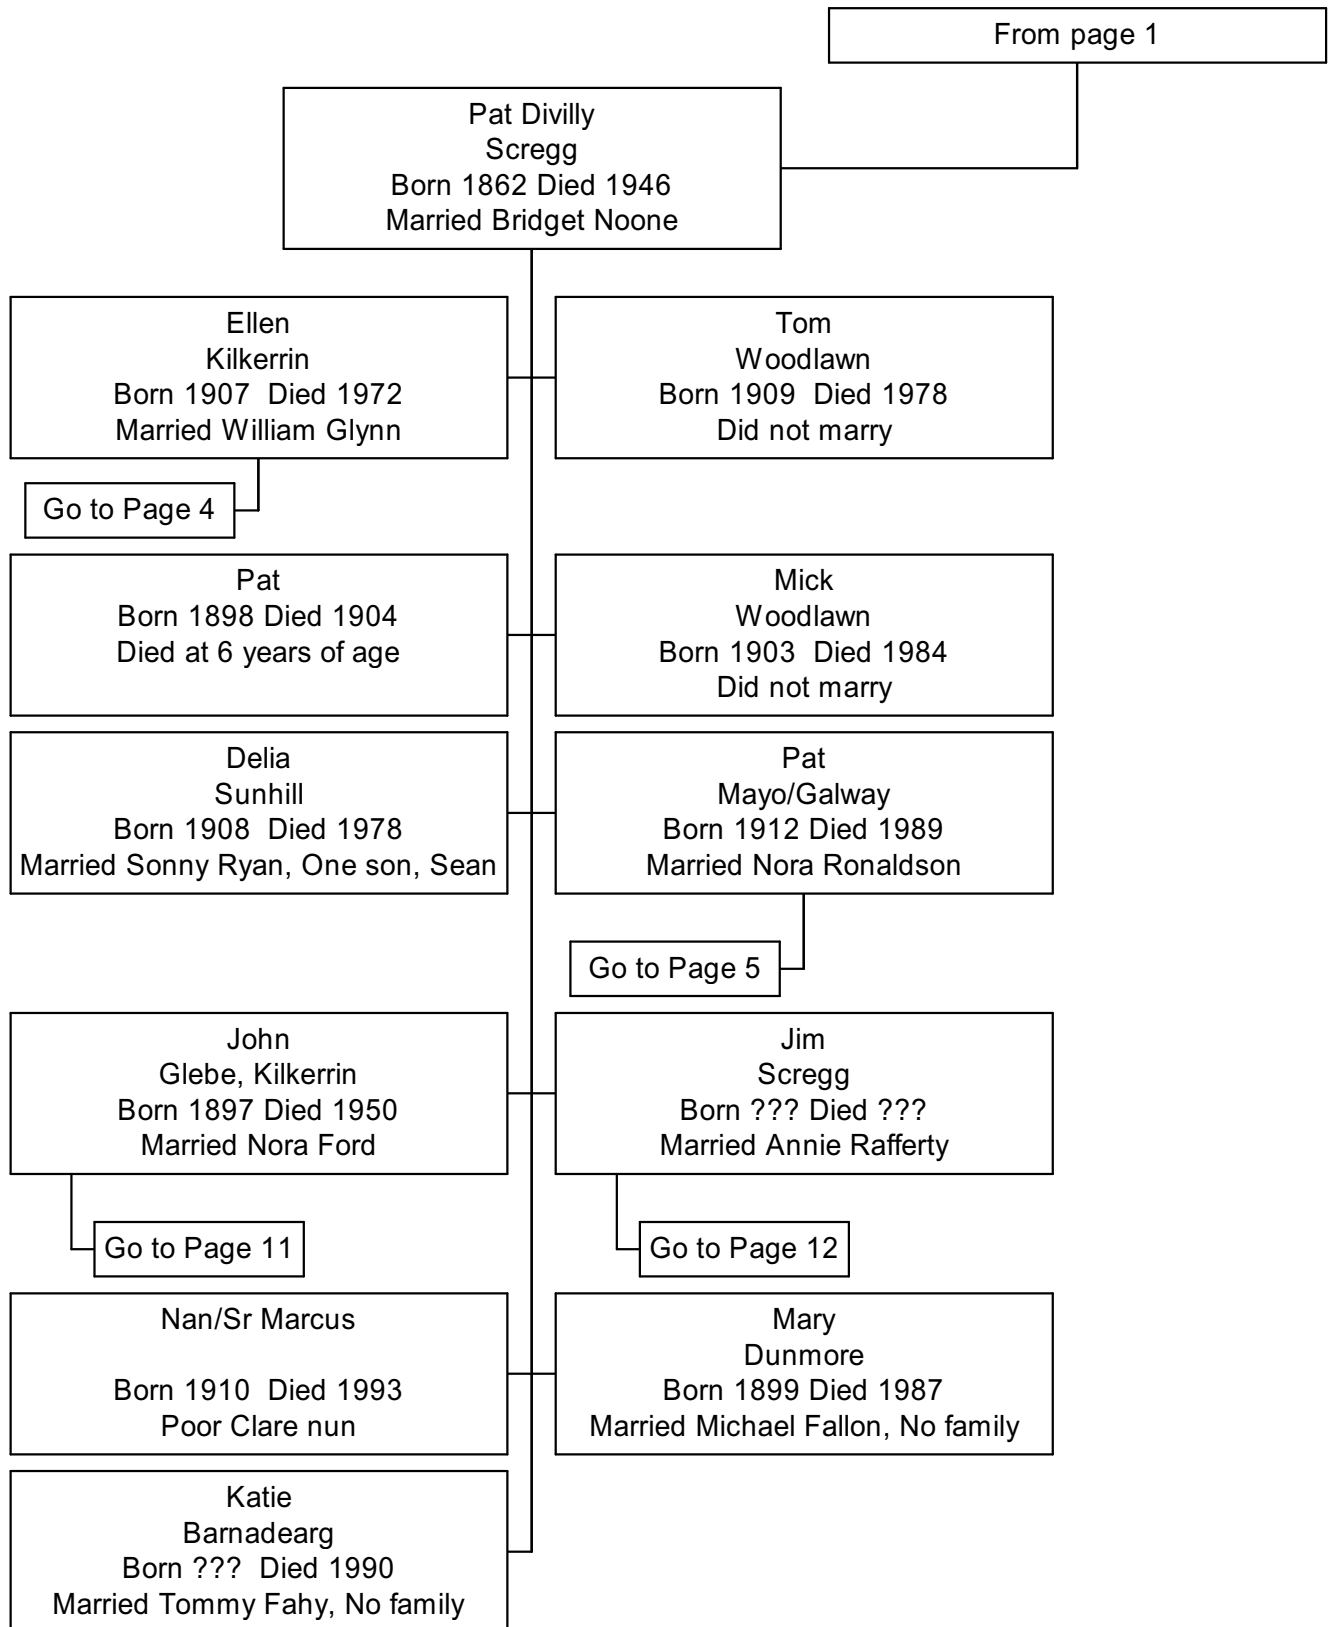 From page 1
Pat Divilly
Scregg
Born 1862 Died 1946
Married Bridget Noone
Ellen
Kilkerrin
Born 1907  Died 1972
Married William Glynn
Tom
Woodlawn
Born 1909  Died 1978
Did not marry
Go to Page 4
Pat
Born 1898 Died 1904
Died at 6 years of age
Mick
Woodlawn
Born 1903  Died 1984
Did not marry
Delia
Sunhill
Born 1908  Died 1978
Married Sonny Ryan, One son, Sean
Pat
Mayo/Galway
Born 1912 Died 1989
Married Nora Ronaldson
Go to Page 5
John
Glebe, Kilkerrin
Born 1897 Died 1950
Married Nora Ford
Jim
Scregg
Born ??? Died ???
Married Annie Rafferty
Go to Page 11
Go to Page 12
Nan/Sr Marcus
Born 1910  Died 1993
Poor Clare nun
Mary
Dunmore
Born 1899 Died 1987
Married Michael Fallon, No family
Katie
Barnadearg
Born ???  Died 1990
Married Tommy Fahy, No family